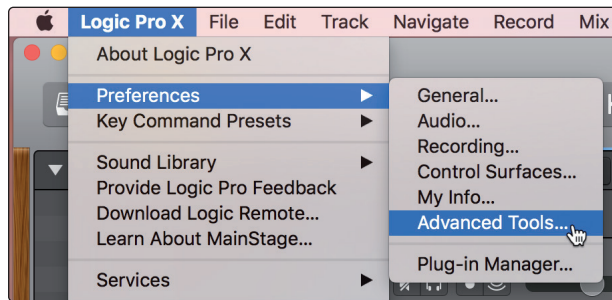 Logic Pro X File Edit Track Navigate Record Mix
About Logic Pro X
Preferences
Key Command Presets
Sound Library
Provide Logic Pro Feedback
Download Logic Remote...
Learn About MainStage...
Services
General...
Audio...
Recording...
Control Surfaces...
My Info...
Advanced Tools...
Plug-in Manager...